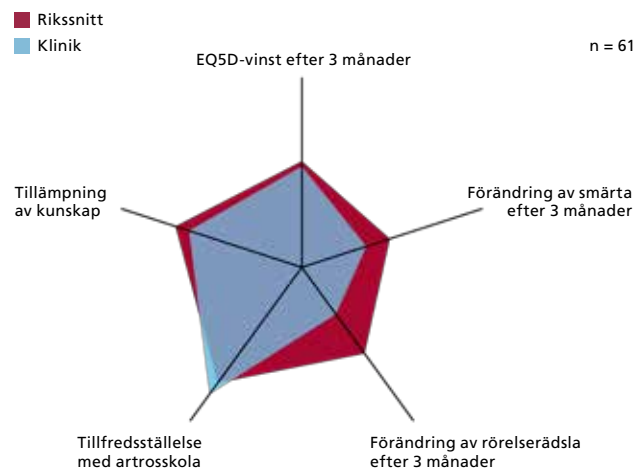 Rikssnitt
Klinik
n = 61
EQ5D-vinst efter 3 månader
Tillämpning
av kunskap
Förändring av smärta
efter 3 månader
Tillfredsställelse
med artrosskola
Förändring av rörelserädsla
efter 3 månader